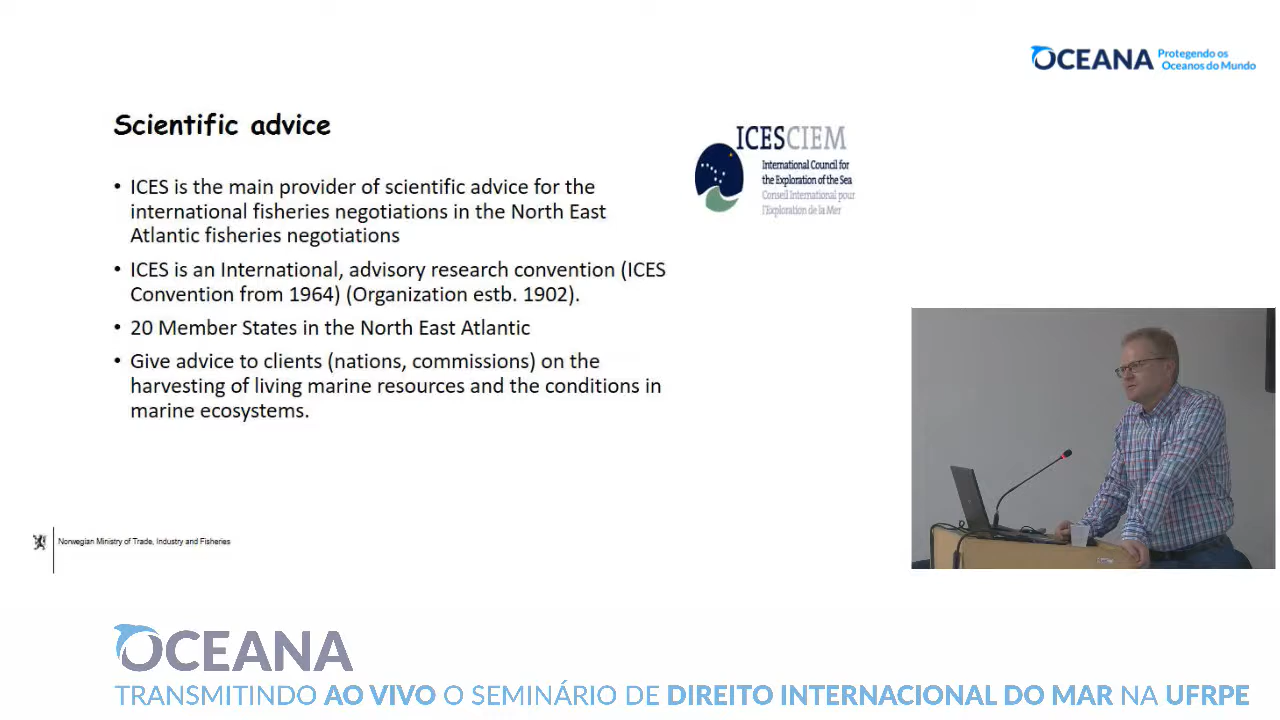 OCEANA Protegendo os
Oceanos do Mundo
Scientific advice
ICESCIEM
International Council for
the Exploration of the Sea
Conseil International pour
l'Exploration de la Mer
• ICES is the main provider of scientific advice for the
international fisheries negotiations in the North East
Atlantic fisheries negotiations
• ICES is an International, advisory research convention (ICES
Convention from 1964) (Organization estb. 1902).
• 20 Member States in the North East Atlantic
• Give advice to clients (nations, commissions) on the
harvesting of living marine resources and the conditions in
marine ecosystems.
Norwegian Ministry of Trade, Industry and Fisheries
OCEANA
TRANSMITINDO AO VIVO O SEMINÁRIO DE DIREITO INTERNACIONAL DO MAR NA UFRPE